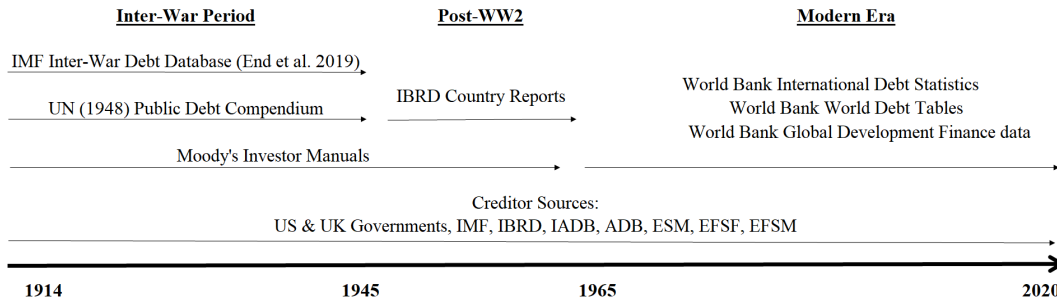 Inter-War Period
Post-WW2
Modern Era
IMF Inter-War Debt Database (End et al. 2019)
UN (1948) Public Debt Compendium
IBRD Country Reports
World Bank International Debt Statistics
World Bank World Debt Tables
World Bank Global Development Finance data
Moody's Investor Manuals
Creditor Sources:
US & UK Governments, IMF, IBRD, IADB, ADB, ESM, EFSF, EFSM
1914
1945
1965
2020